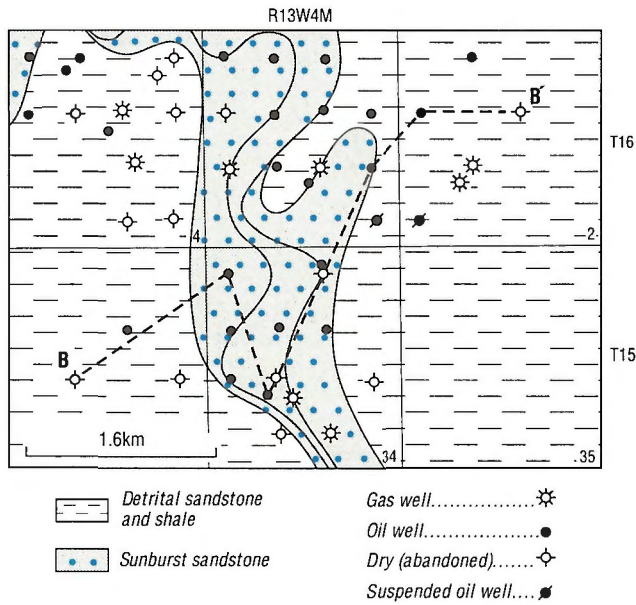 R13W4M
B´
T16
4
2
T15
B
1.6km
34
.35
Detrital sandstone
and shale
Sunburst sandstone
Gas well
Oil well
Dry (abandoned)
Suspended oil well